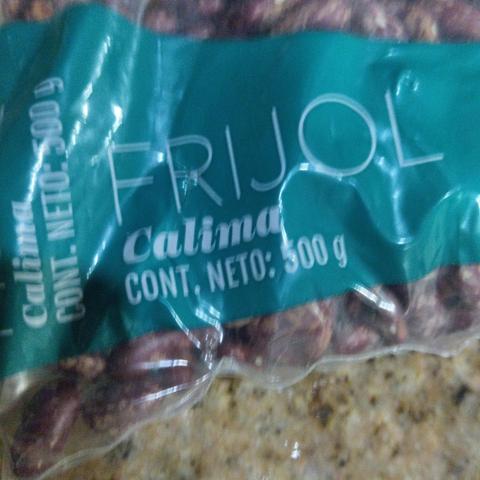 FRIJOL
Calima
CONT. NETO: 500 g
Calima
CONT. NETO: 500 g